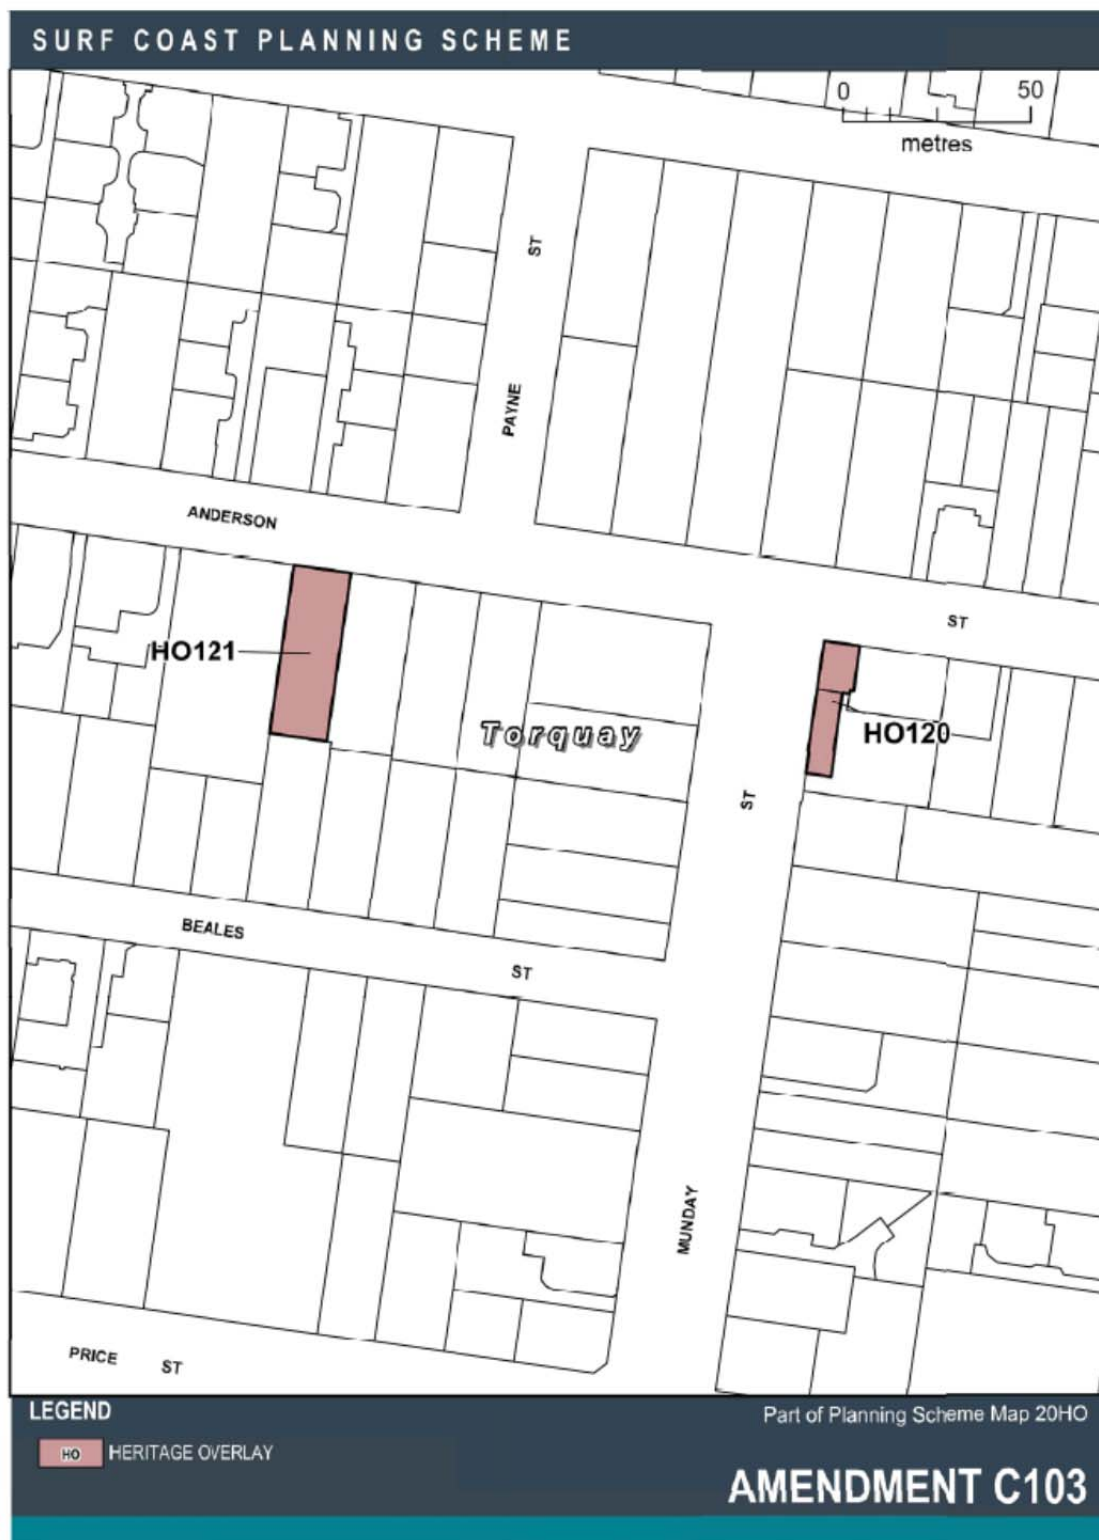 SURF COAST PLANNING SCHEME
0 50
metres
ST
PAYNE
ANDERSON
ST
HO121
Torquay
HO120
ST
BEALES
ST
MUNDAY
PRICE ST
LEGEND
Part of Planning Scheme Map 20HO
HO HERITAGE OVERLAY
AMENDMENT C103